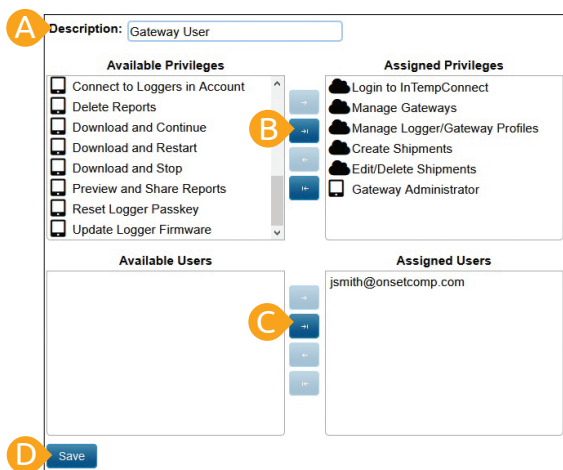 A Description: Gateway User
Available Privileges
Connect to Loggers in Account
Delete Reports
Download and Continue
Download and Restart
Download and Stop
Preview and Share Reports
Reset Logger Passkey
Update Logger Firmware
B
Assigned Privileges
Login to InTempConnect
Manage Gateways
Manage Logger/Gateway Profiles
Create Shipments
Edit/Delete Shipments
Gateway Administrator
Available Users
C
Assigned Users
jsmith@onsetcomp.com
D Save